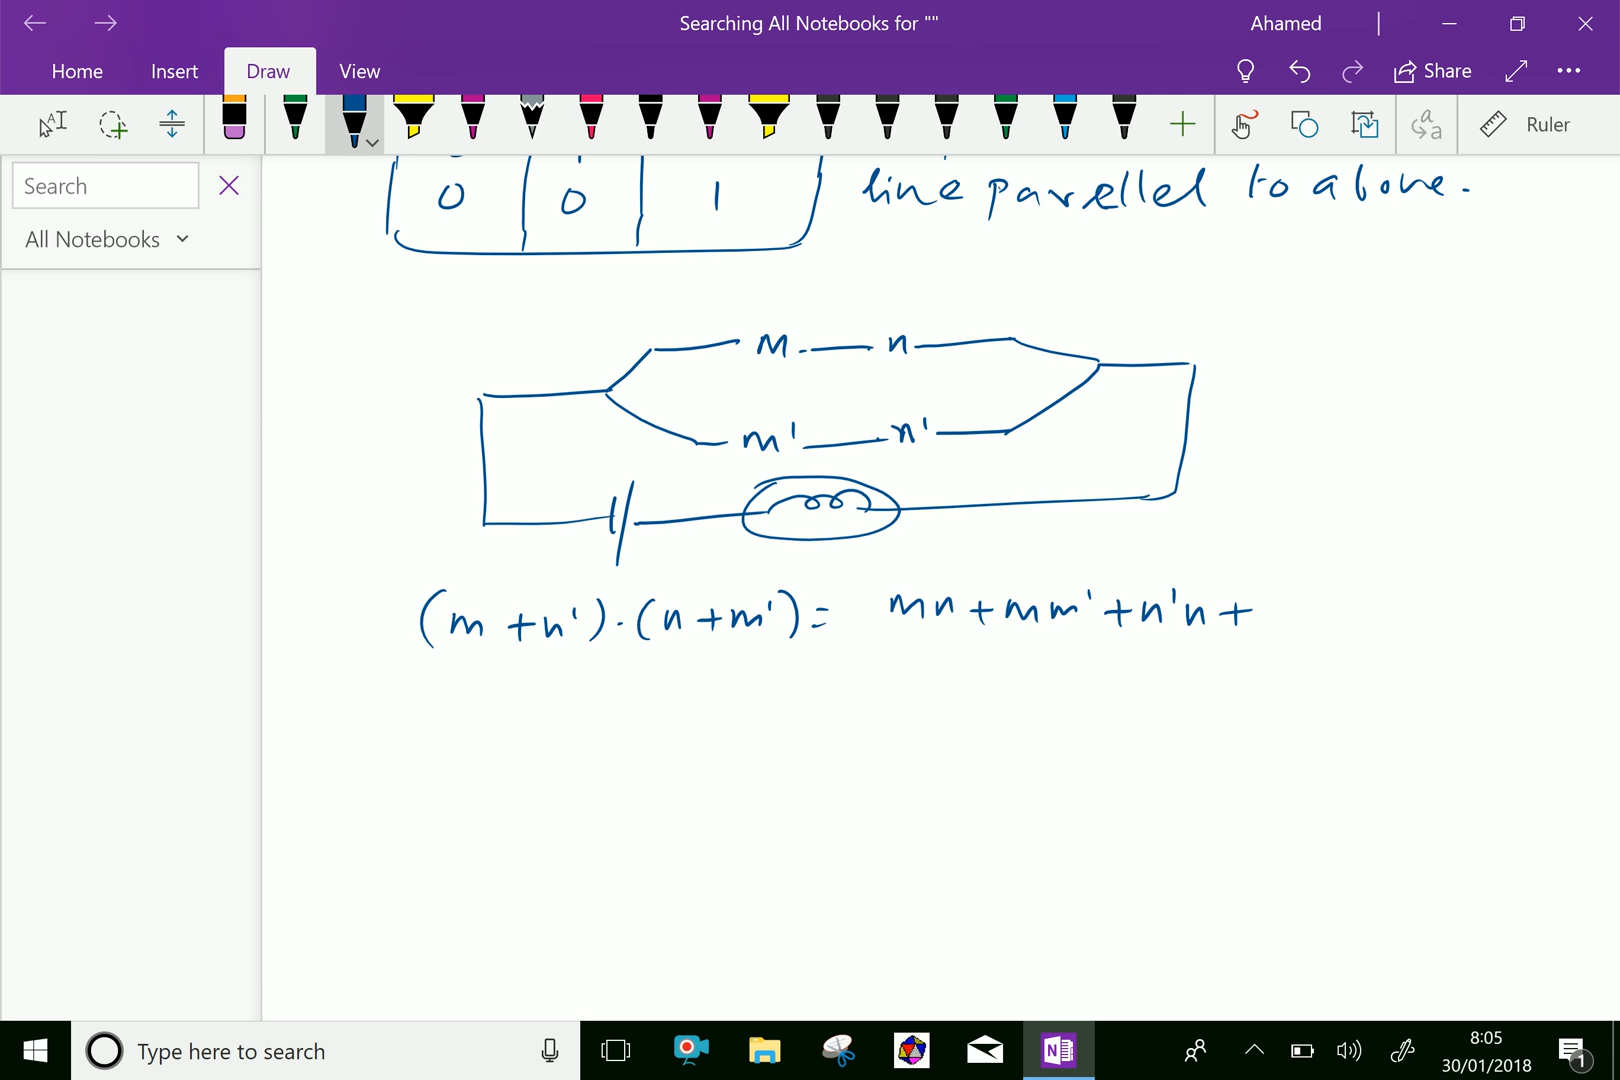 Searching All Notebooks for ""
Ahamed
Home Insert Draw View
Share
Ruler
Search
All Notebooks
0 0 1
line parellel to above.
M n
m' n'
(m + n') . (n + m') = mn + mm' + n'n +
Type here to search
8:05
30/01/2018
1